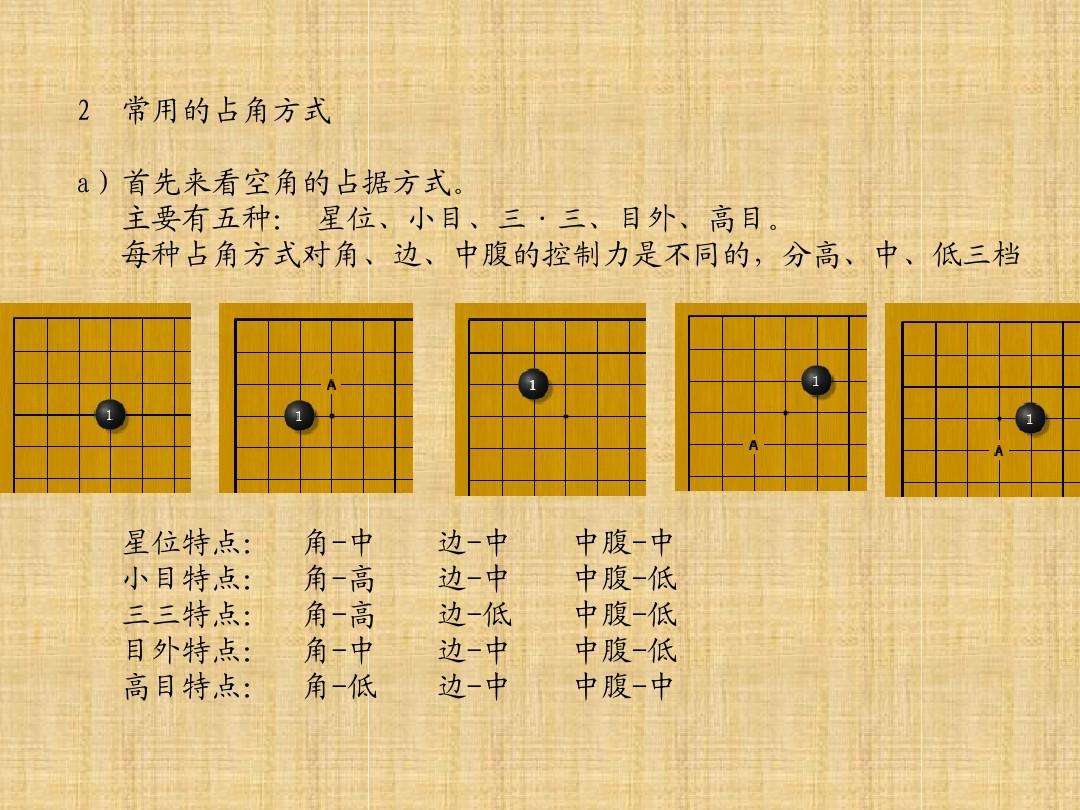 2 常用的占角方式
a）首先来看空角的占据方式。
主要有五种： 星位、小目、三·三、目外、高目。
每种占角方式对角、边、中腹的控制力是不同的，分高、中、低三档
1
A
1
1
1
A
1
A
星位特点： 角-中 边-中 中腹-中
小目特点： 角-高 边-中 中腹-低
三三特点： 角-高 边-低 中腹-低
目外特点： 角-中 边-中 中腹-低
高目特点： 角-低 边-中 中腹-中